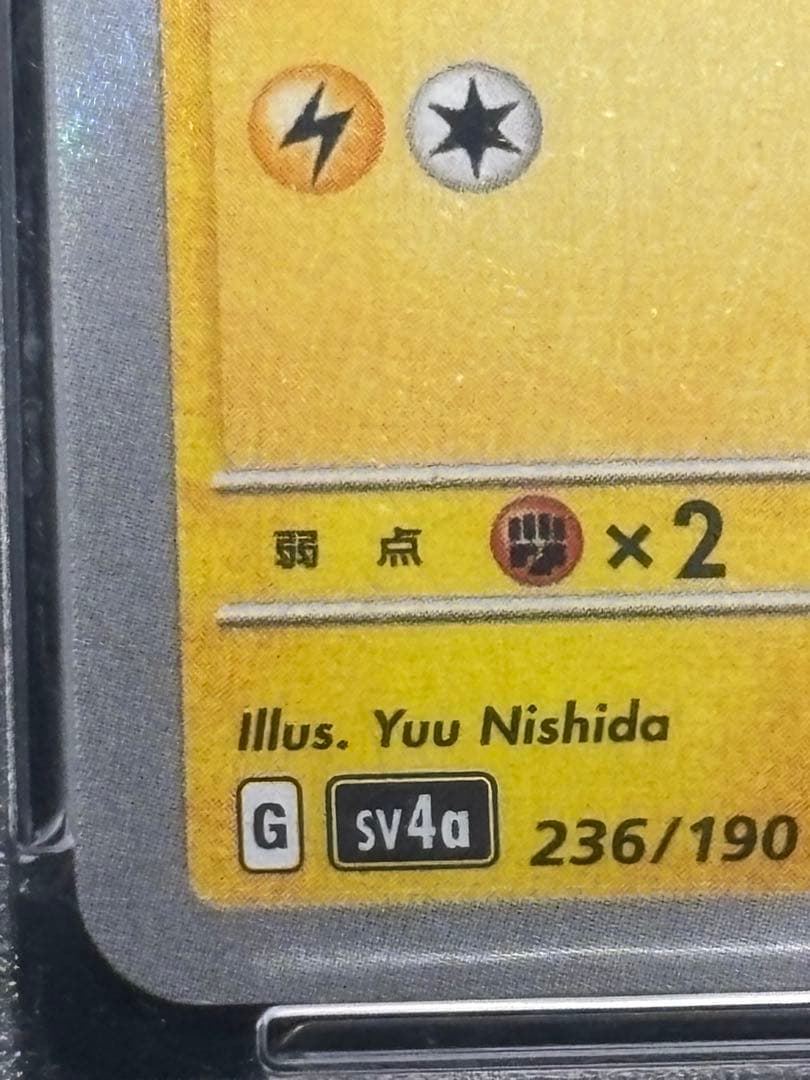 弱点 ×2
Illus. Yuu Nishida
G sv4a 236/190